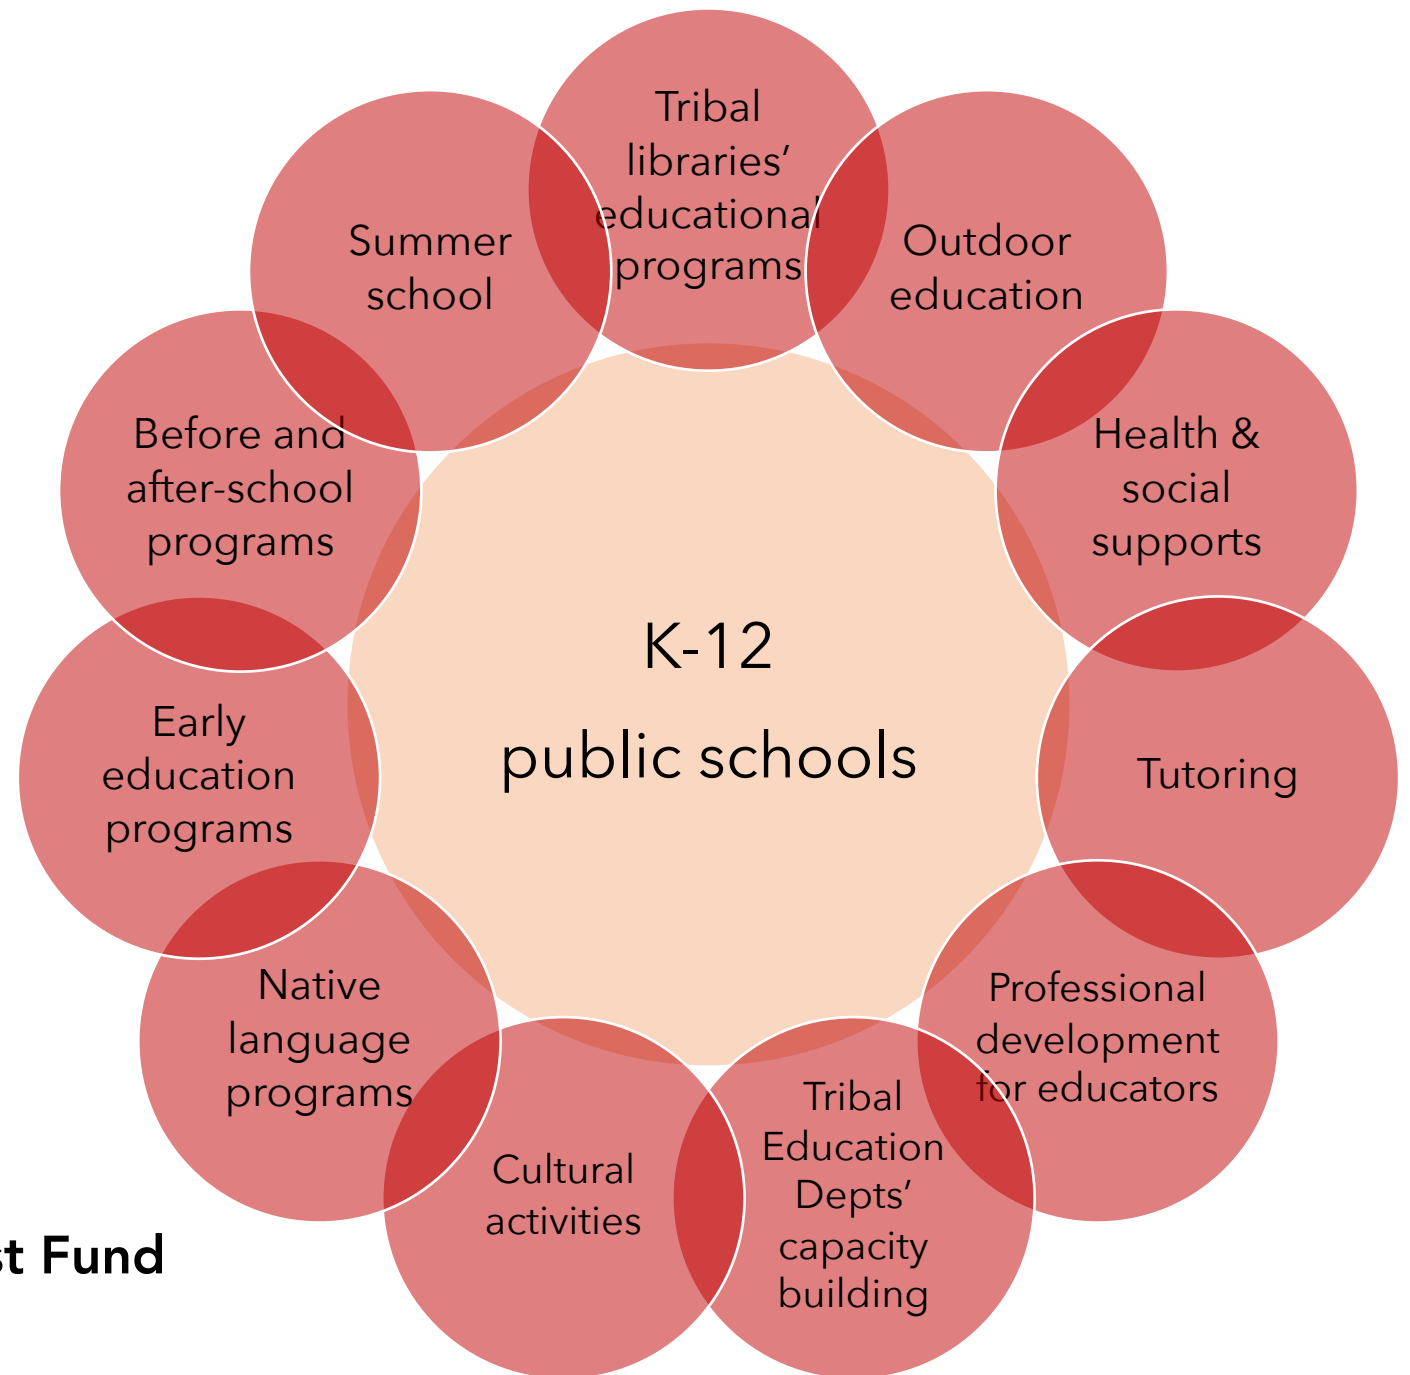 Tribal
libraries’
educational
programs
Outdoor
education
Health &
social
supports
Tutoring
Professional
development
for educators
Tribal
Education
Depts’
capacity
building
Cultural
activities
Native
language
programs
Early
education
programs
Before and
after-school
programs
Summer
school
K-12
public schools
Fund